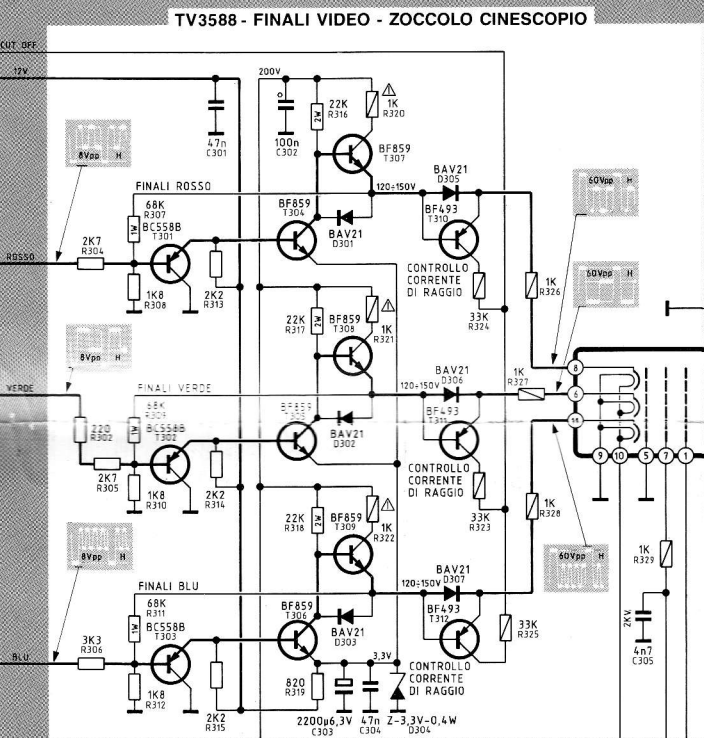 TV3588 - FINALI VIDEO - ZOCCOLO CINESCOPIO
CUT OFF
12V
200V
22K
R316
2W
1K
R320
47n
C301
100n
C302
BF859
T307
8Vpp H
FINALI ROSSO
68K
R307
1W
BC558B
T301
BF859
T304
BAV21
D301
120÷150V
BAV21
D305
BF493
T310
60Vpp H
ROSSO
2K7
R304
1K8
R308
2K2
R313
CONTROLLO
CORRENTE
DI RAGGIO
33K
R324
1K
R326
60Vpp H
22K
R317
2W
BF859
T308
1K
R321
8Vpp H
VERDE
FINALI VERDE
68K
R309
1W
BC558B
T302
220
R302
2K7
R305
1K8
R310
2K2
R314
BF859
T305
BAV21
D302
120÷150V
BAV21
D306
BF493
T311
1K
R327
8
6
11
9
10
5
7
1
CONTROLLO
CORRENTE
DI RAGGIO
33K
R323
1K
R328
22K
R318
2W
BF859
T309
1K
R322
8Vpp H
60Vpp H
1K
R329
FINALI BLU
68K
R311
1W
BC558B
T303
BF859
T306
BAV21
D303
120÷150V
BAV21
D307
BF493
T312
33K
R325
2KV.
4n7
C305
BLU
3K3
R306
1K8
R312
2K2
R315
820
R319
3,3V
2200µ6,3V
C303
47n
C304
Z-3,3V-0,4W
D304
CONTROLLO
CORRENTE
DI RAGGIO